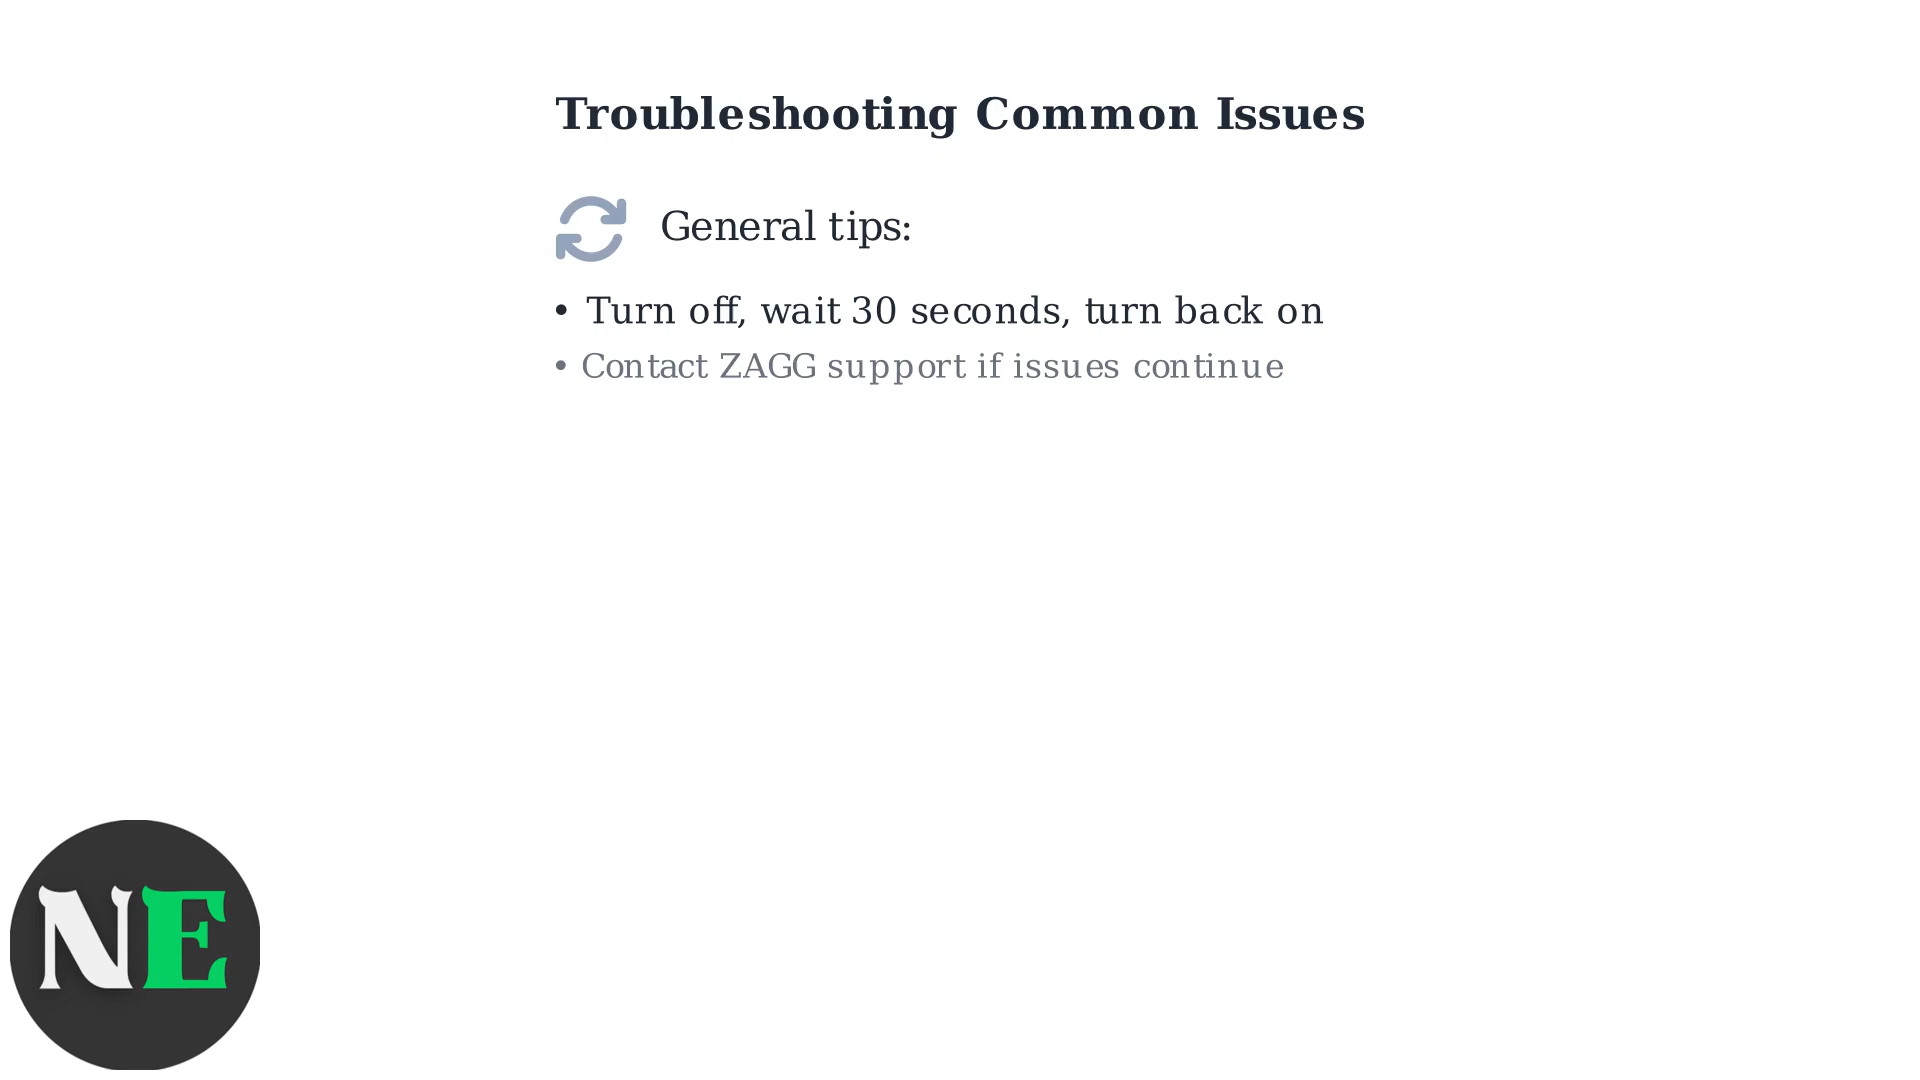 Troubleshooting Common Issues
General tips:
• Turn off, wait 30 seconds, turn back on
• Contact ZAGG support if issues continue
NE